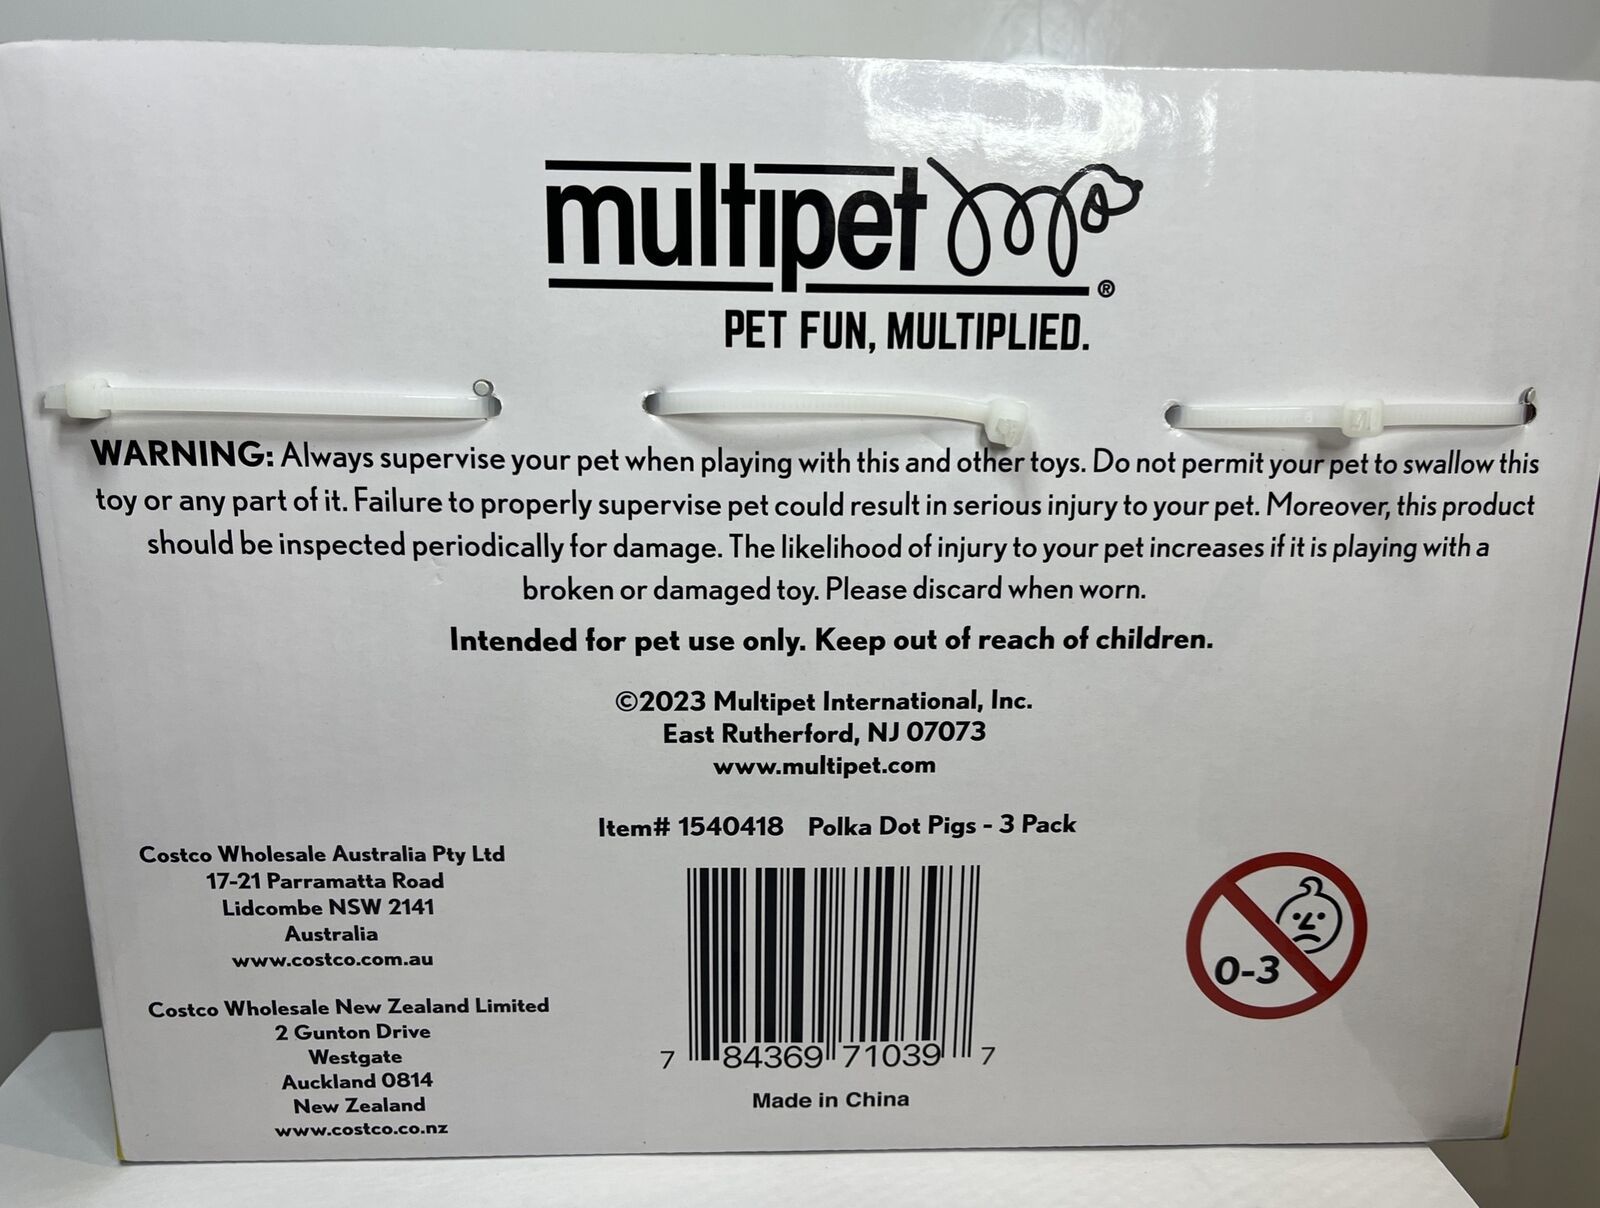 multipet®
PET FUN, MULTIPLIED.
WARNING: Always supervise your pet when playing with this and other toys. Do not permit your pet to swallow this
toy or any part of it. Failure to properly supervise pet could result in serious injury to your pet. Moreover, this product
should be inspected periodically for damage. The likelihood of injury to your pet increases if it is playing with a
broken or damaged toy. Please discard when worn.
Intended for pet use only. Keep out of reach of children.
©2023 Multipet International, Inc.
East Rutherford, NJ 07073
www.multipet.com
Item# 1540418 Polka Dot Pigs - 3 Pack
Costco Wholesale Australia Pty Ltd
17-21 Parramatta Road
Lidcombe NSW 2141
Australia
www.costco.com.au
Costco Wholesale New Zealand Limited
2 Gunton Drive
Westgate
Auckland 0814
New Zealand
www.costco.co.nz
7 84369 71039 7
Made in China
0-3